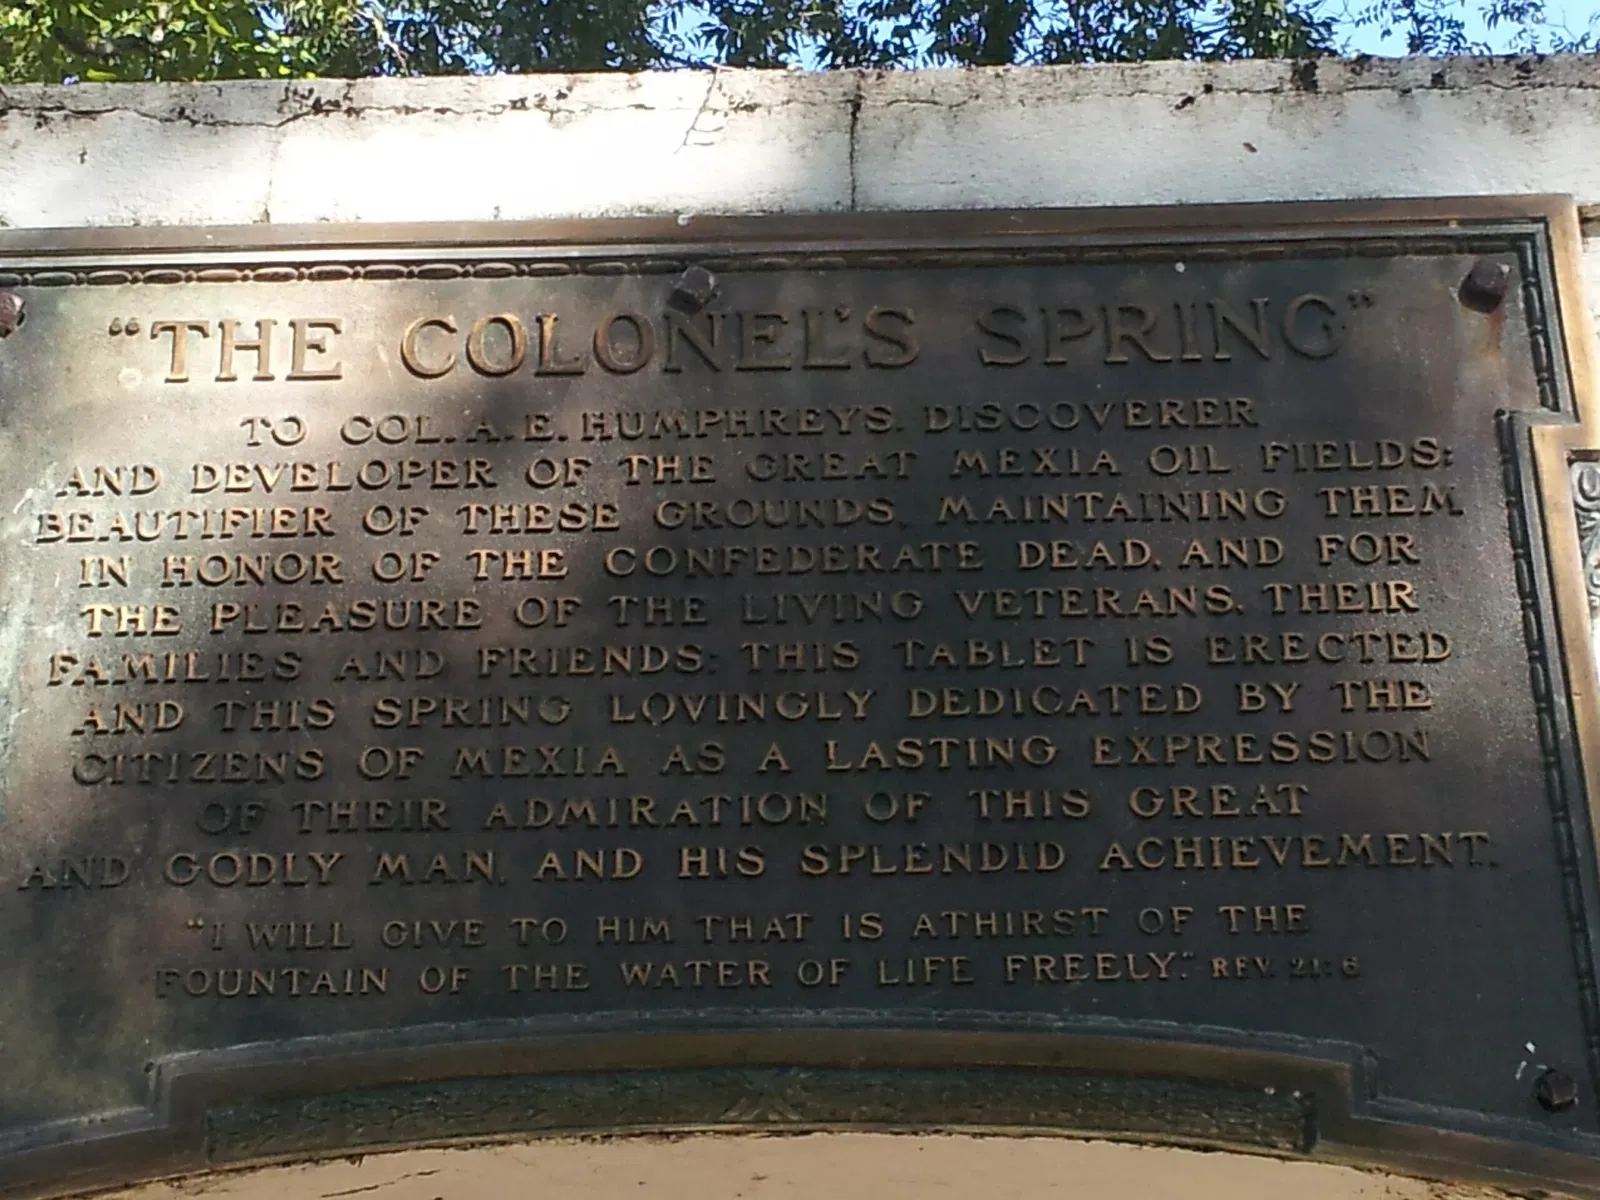 "THE COLONEL'S SPRING"
TO COL. A. E. HUMPHREYS, DISCOVERER
AND DEVELOPER OF THE GREAT MEXIA OIL FIELDS;
BEAUTIFIER OF THESE GROUNDS, MAINTAINING THEM
IN HONOR OF THE CONFEDERATE DEAD, AND FOR
THE PLEASURE OF THE LIVING VETERANS, THEIR
FAMILIES AND FRIENDS; THIS TABLET IS ERECTED
AND THIS SPRING LOVINGLY DEDICATED BY THE
CITIZENS OF MEXIA AS A LASTING EXPRESSION
OF THEIR ADMIRATION OF THIS GREAT
AND GODLY MAN, AND HIS SPLENDID ACHIEVEMENT.
"I WILL GIVE TO HIM THAT IS ATHIRST OF THE
FOUNTAIN OF THE WATER OF LIFE FREELY." REV. 21:6